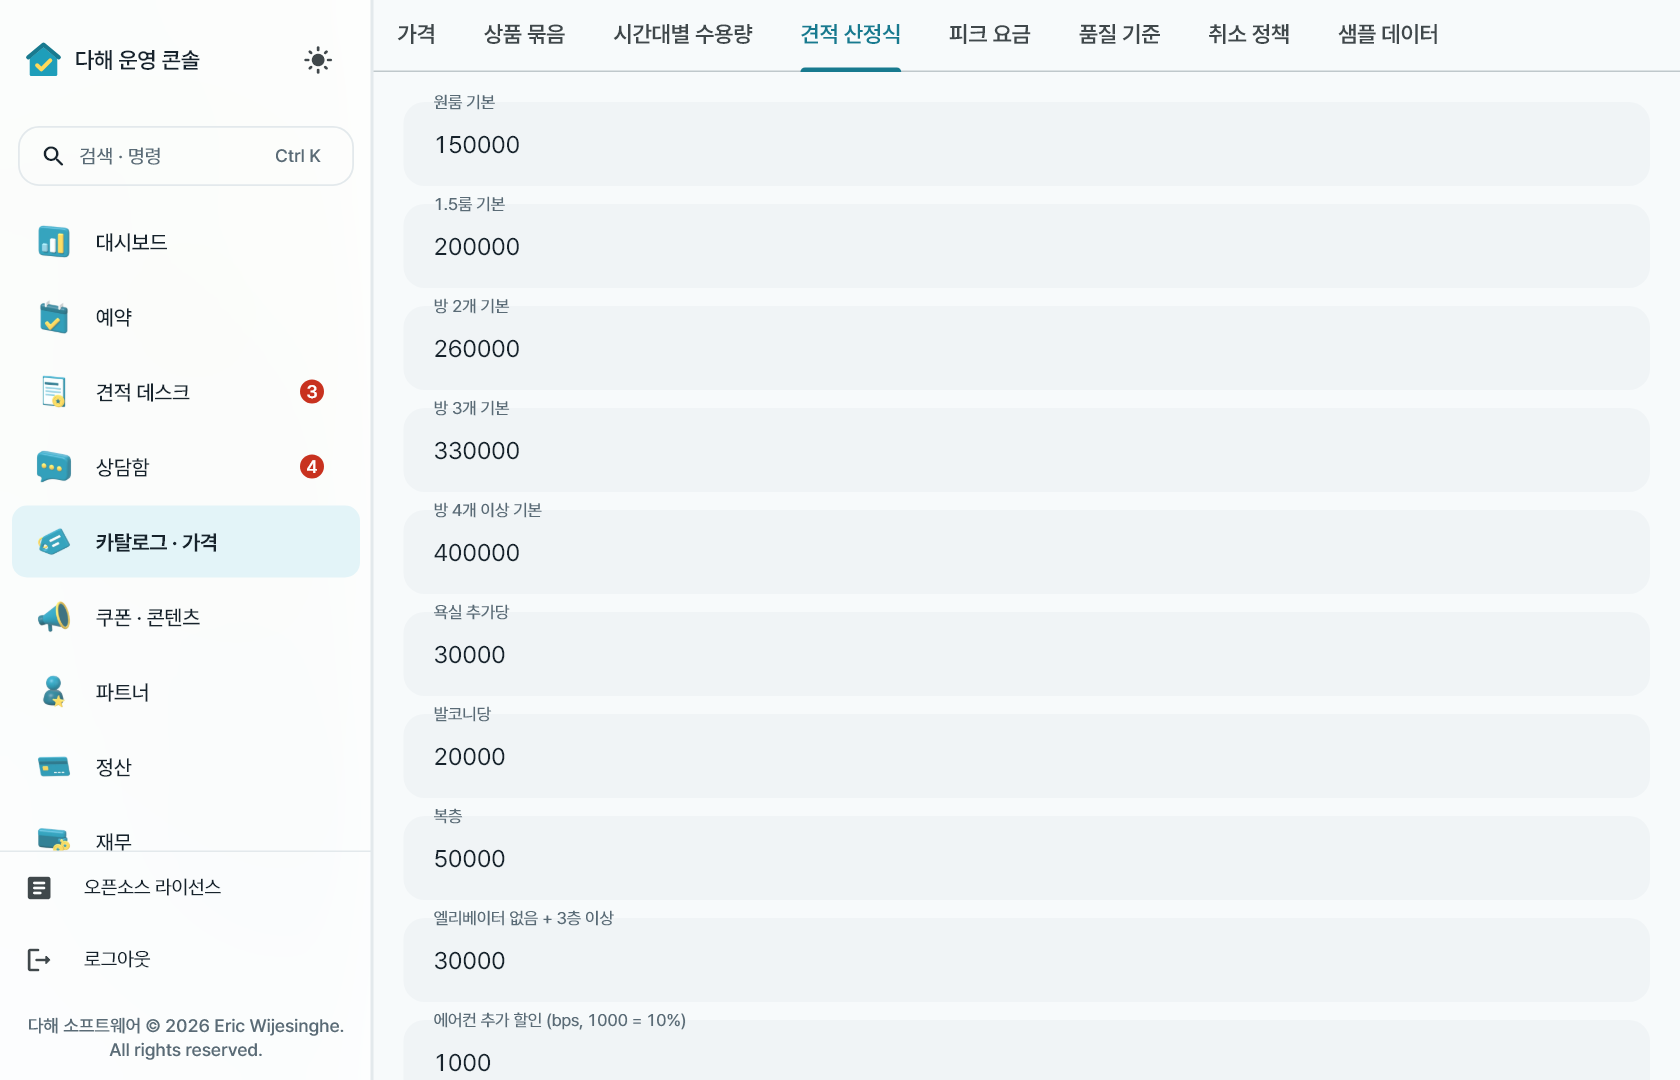 다해 운영 콘솔
검색 · 명령
Ctrl K
대시보드
예약
견적 데스크
3
상담함
4
카탈로그 · 가격
쿠폰 · 콘텐츠
파트너
정산
재무
오픈소스 라이선스
로그아웃
다해 소프트웨어 © 2026 Eric Wijesinghe.
All rights reserved.
가격
상품 묶음
시간대별 수용량
견적 산정식
피크 요금
품질 기준
취소 정책
샘플 데이터
원룸 기본
150000
1.5룸 기본
200000
방 2개 기본
260000
방 3개 기본
330000
방 4개 이상 기본
400000
욕실 추가당
30000
발코니당
20000
복층
50000
엘리베이터 없음 + 3층 이상
30000
에어컨 추가 할인 (bps, 1000 = 10%)
1000